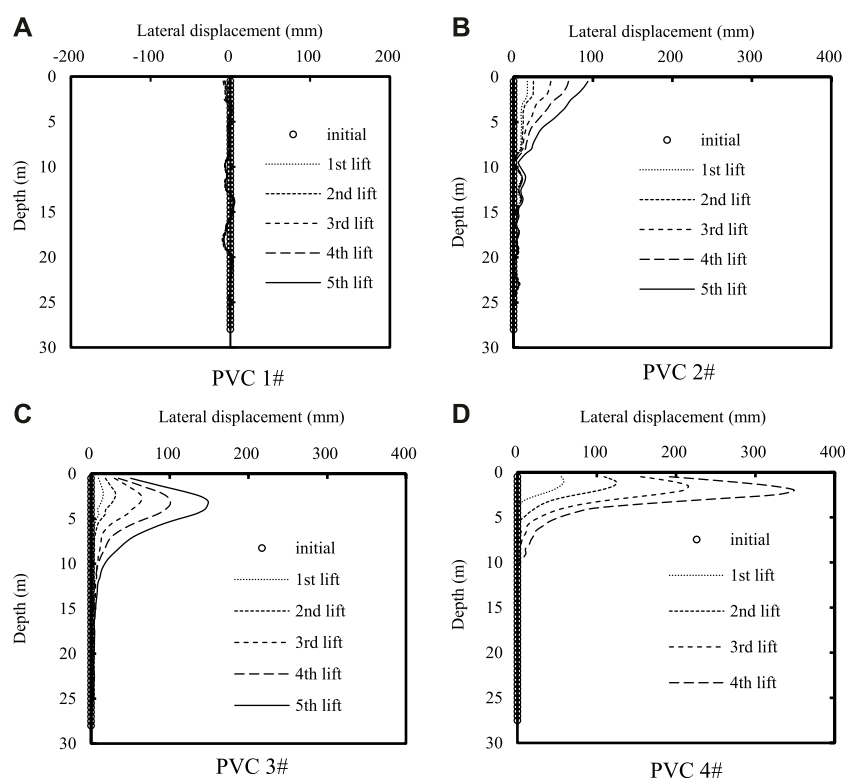 A
Lateral displacement (mm)
-200 -100 0 100 200
0
5
10
15
20
25
30
Depth (m)
initial
1st lift
2nd lift
3rd lift
4th lift
5th lift
PVC 1#
B
Lateral displacement (mm)
0 100 200 300 400
0
5
10
15
20
25
30
Depth (m)
initial
1st lift
2nd lift
3rd lift
4th lift
5th lift
PVC 2#
C
Lateral displacement (mm)
0 100 200 300 400
0
5
10
15
20
25
30
Depth (m)
initial
1st lift
2nd lift
3rd lift
4th lift
5th lift
PVC 3#
D
Lateral displacement (mm)
0 100 200 300 400
0
5
10
15
20
25
30
Depth (m)
initial
1st lift
2nd lift
3rd lift
4th lift
PVC 4#